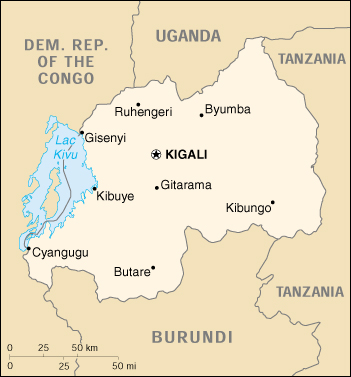 UGANDA
DEM. REP.
OF THE
CONGO
TANZANIA
Ruhengeri
Byumba
Gisenyi
Lac
Kivu
KIGALI
Kibuye
Gitarama
Kibungo
Cyangugu
Butare
TANZANIA
BURUNDI
0 25 50 km
0 25 50 mi